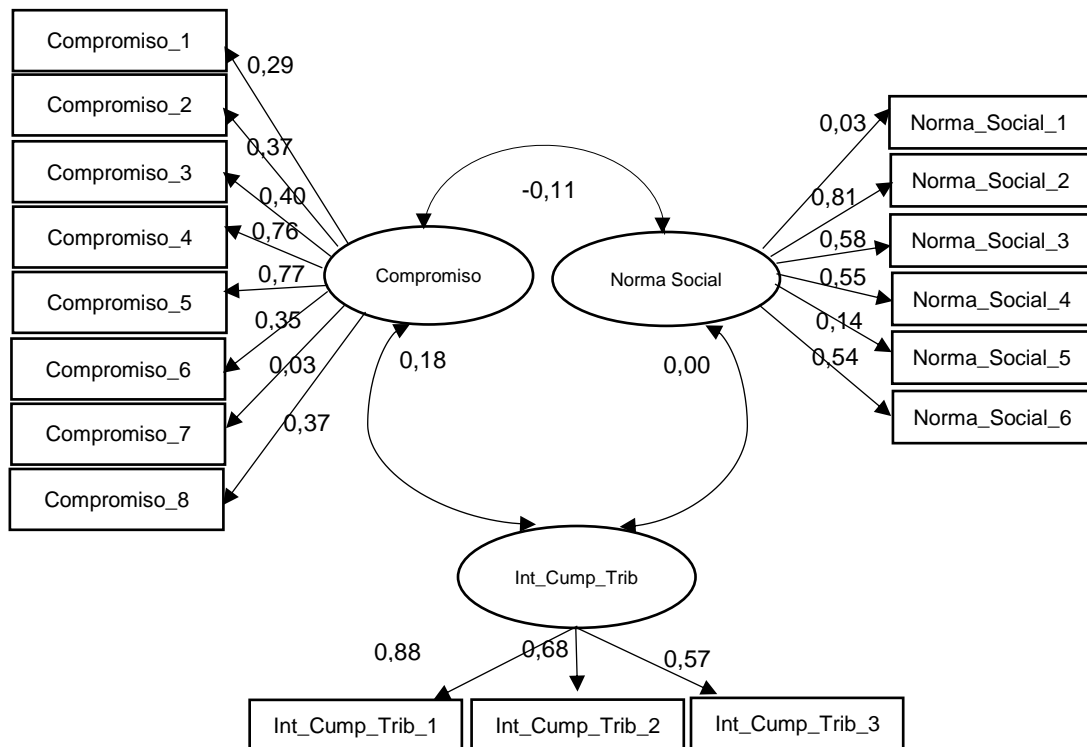 Compromiso_1
Compromiso_2
Compromiso_3
Compromiso_4
Compromiso_5
Compromiso_6
Compromiso_7
Compromiso_8
0,29
0,37
0,40
0,76
0,77
0,35
0,03
0,37
Compromiso
-0,11
Norma Social
0,03
0,81
0,58
0,55
0,14
0,54
Norma_Social_1
Norma_Social_2
Norma_Social_3
Norma_Social_4
Norma_Social_5
Norma_Social_6
0,18
0,00
Int_Cump_Trib
0,88
0,68
0,57
Int_Cump_Trib_1
Int_Cump_Trib_2
Int_Cump_Trib_3